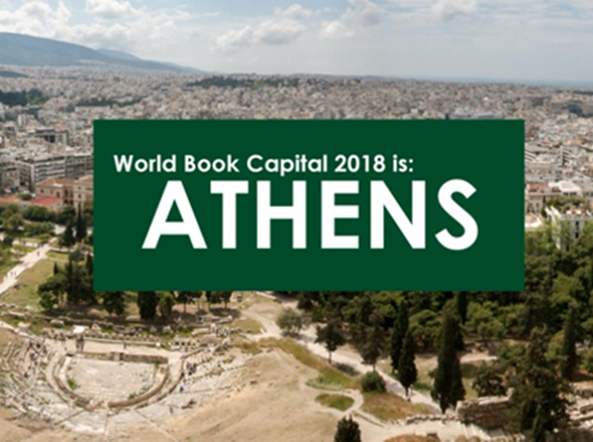 World Book Capital 2018 is:
ATHENS